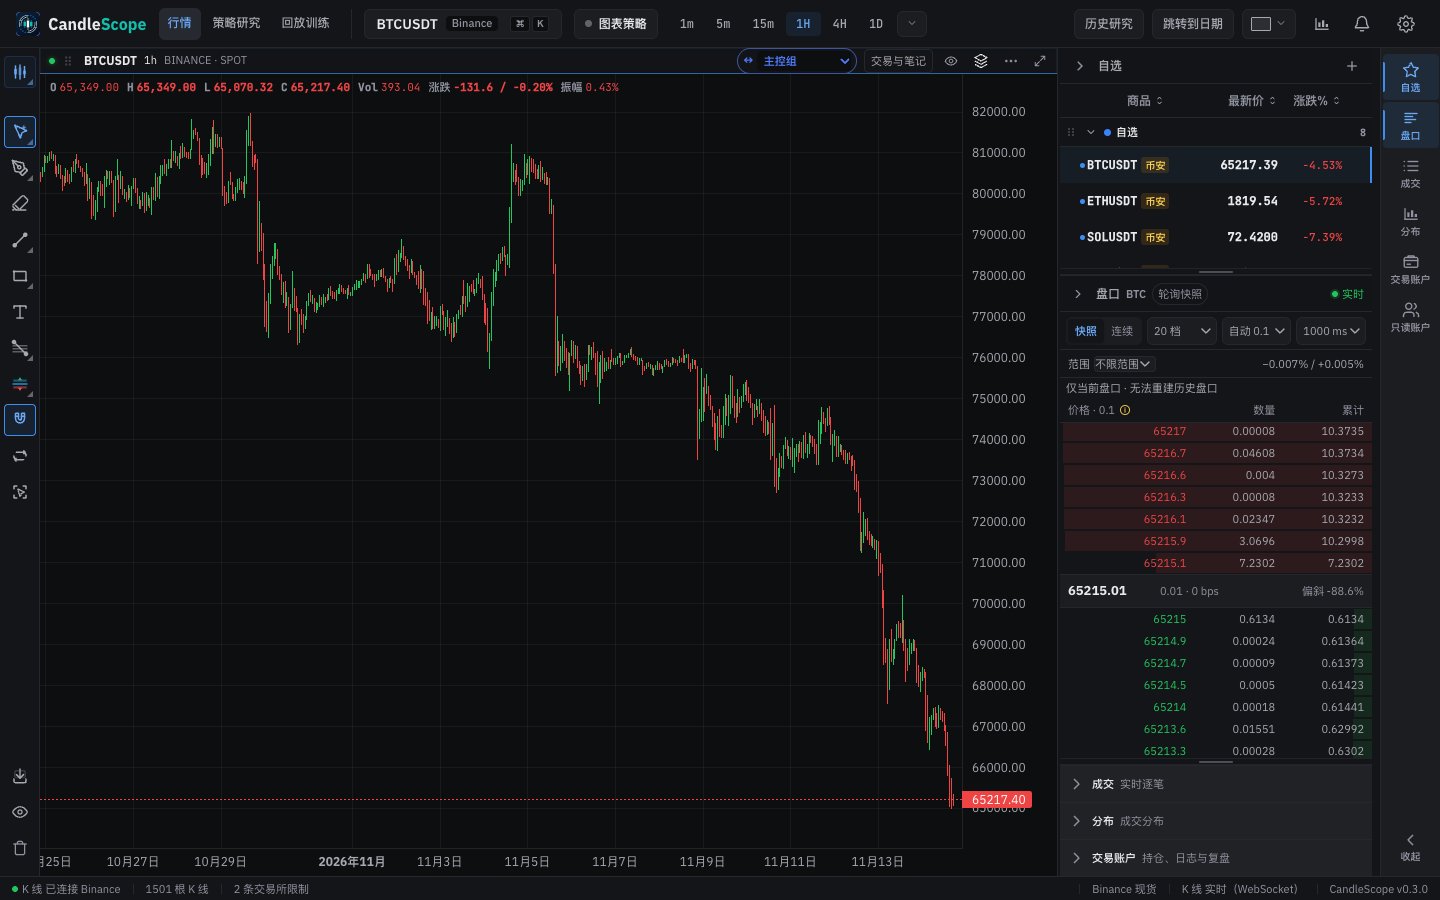 CandleScope 行情 策略研究 回放训练 BTCUSDT Binance ⌘ K 图表策略 1m 5m 15m 1H 4H 1D 历史研究 跳转到日期
BTCUSDT 1h BINANCE · SPOT 主控组 交易与笔记
O 65,349.00 H 65,349.00 L 65,070.32 C 65,217.40 Vol 393.04 涨跌 -131.6 / -0.20% 振幅 0.43%
82000.00
81000.00
80000.00
79000.00
78000.00
77000.00
76000.00
75000.00
74000.00
73000.00
72000.00
71000.00
70000.00
69000.00
68000.00
67000.00
66000.00
65217.40
月25日 10月27日 10月29日 2026年11月 11月3日 11月5日 11月7日 11月9日 11月11日 11月13日
自选
商品 最新价 涨跌%
自选 8
BTCUSDT 币安 65217.39 -4.53%
ETHUSDT 币安 1819.54 -5.72%
SOLUSDT 币安 72.4200 -7.39%
盘口 BTC 轮询快照 实时
快照 连续 20 档 自动 0.1 1000 ms
范围 不限范围 −0.007% / +0.005%
仅当前盘口 · 无法重建历史盘口
价格 · 0.1 数量 累计
65217 0.00008 10.3735
65216.7 0.04608 10.3734
65216.6 0.004 10.3273
65216.3 0.00008 10.3233
65216.1 0.02347 10.3232
65215.9 3.0696 10.2998
65215.1 7.2302 7.2302
65215.01 0.01 · 0 bps 偏斜 -88.6%
65215 0.6134 0.6134
65214.9 0.00024 0.61364
65214.7 0.00009 0.61373
65214.5 0.0005 0.61423
65214 0.00018 0.61441
65213.6 0.01551 0.62992
65213.3 0.00028 0.6302
成交 实时逐笔
分布 成交分布
交易账户 持仓、日志与复盘
自选
盘口
成交
分布
交易账户
只读账户
收起
K 线 已连接 Binance 1501 根 K 线 2 条交易所限制 Binance 现货 K 线 实时（WebSocket） CandleScope v0.3.0